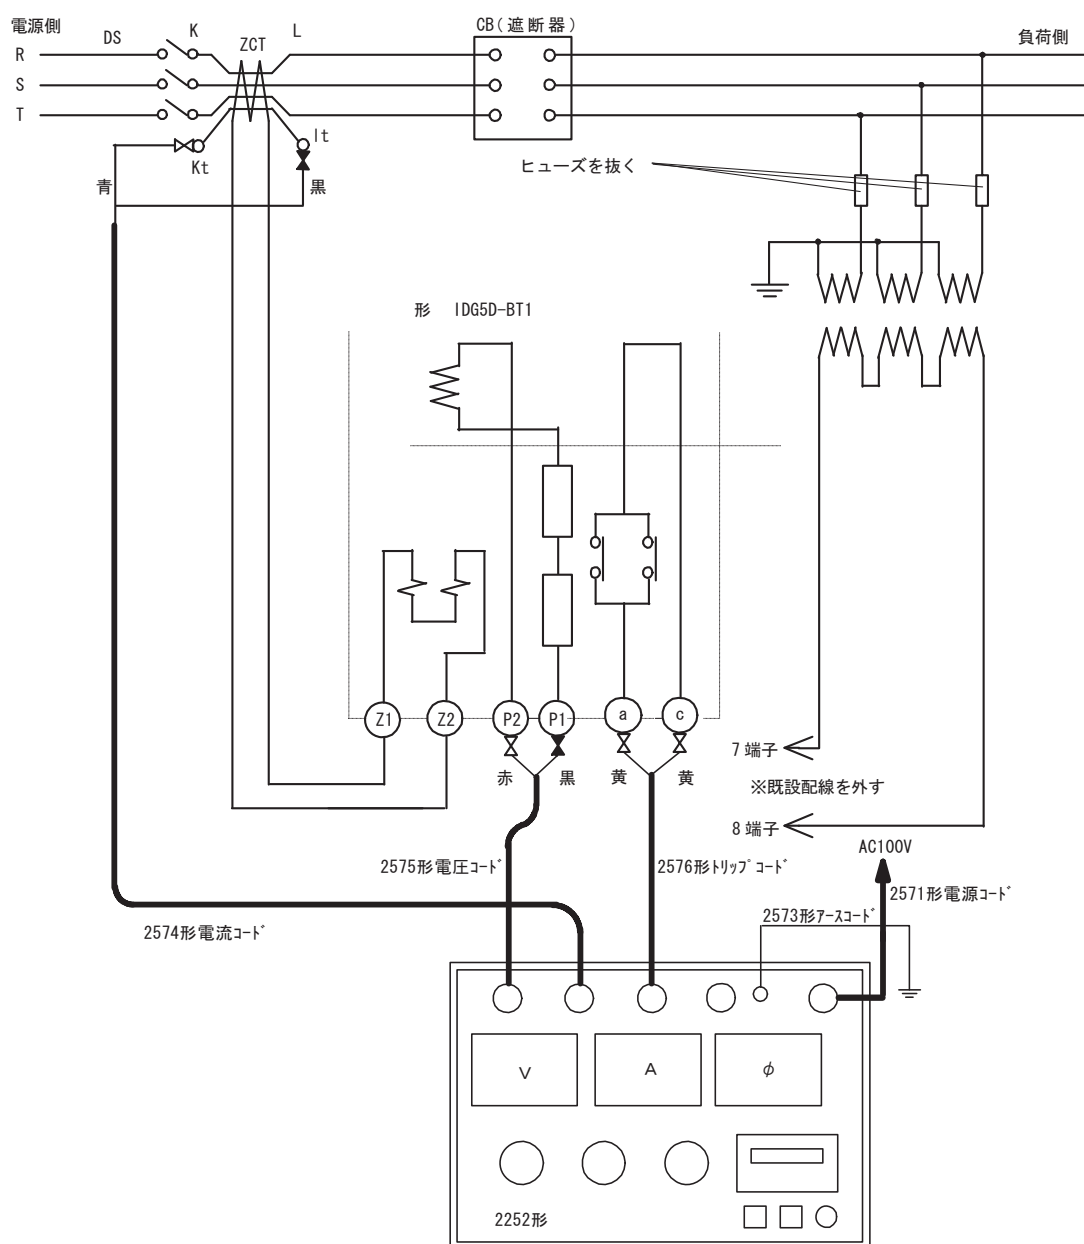 電源側
DS
K
ZCT
L
CB(遮断器)
負荷側
R
S
T
Kt
It
青
黒
ヒューズを抜く
形 IDG5D-BT1
Z1
Z2
P2
P1
a
c
赤
黒
黄
黄
7端子
※既設配線を外す
8端子
AC100V
2575形電圧ｺｰﾄﾞ
2576形ﾄﾘｯﾌﾟｺｰﾄﾞ
2571形電源ｺｰﾄﾞ
2573形ｱｰｽｺｰﾄﾞ
2574形電流ｺｰﾄﾞ
V
A
φ
2252形